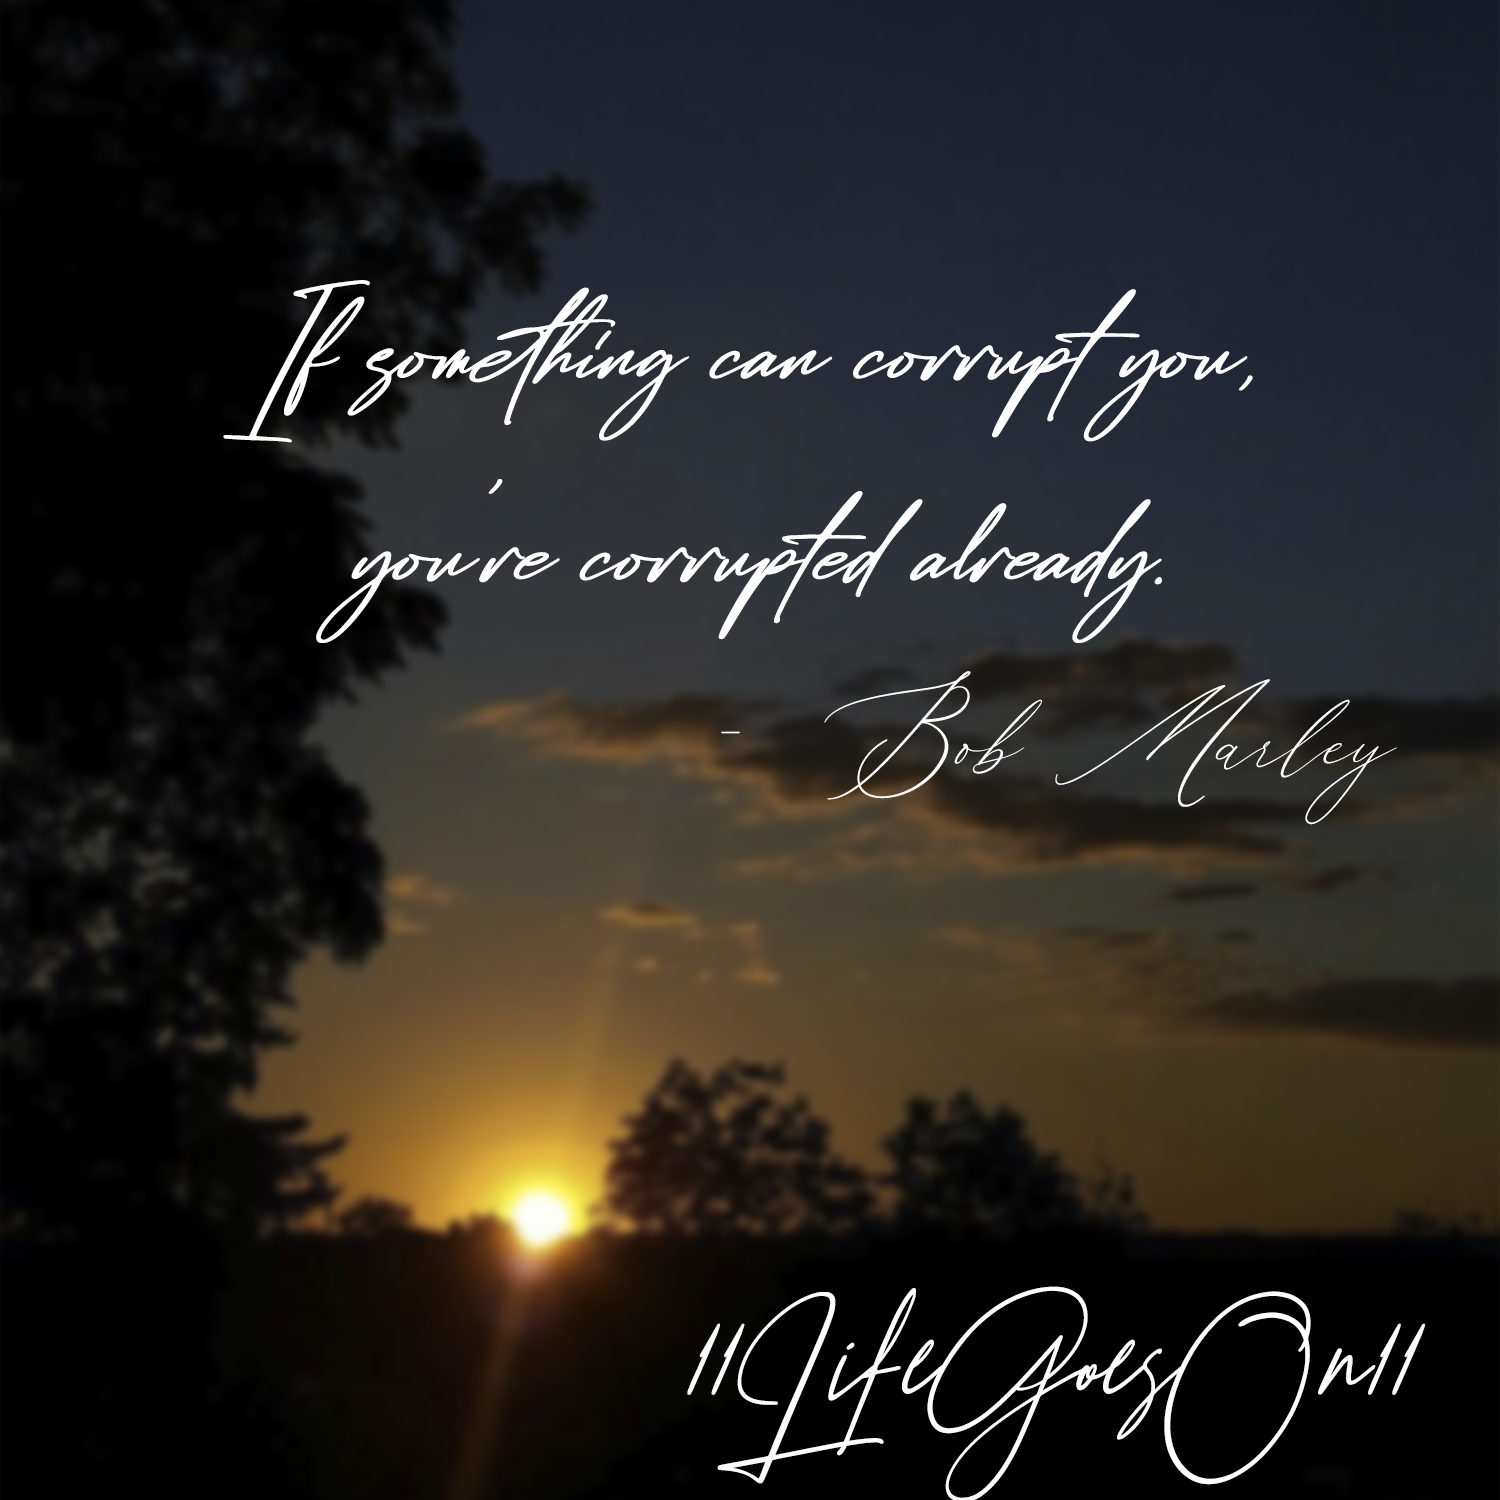 If something can corrupt you,
you're corrupted already.
- Bob Marley
11LifeGoesOn11